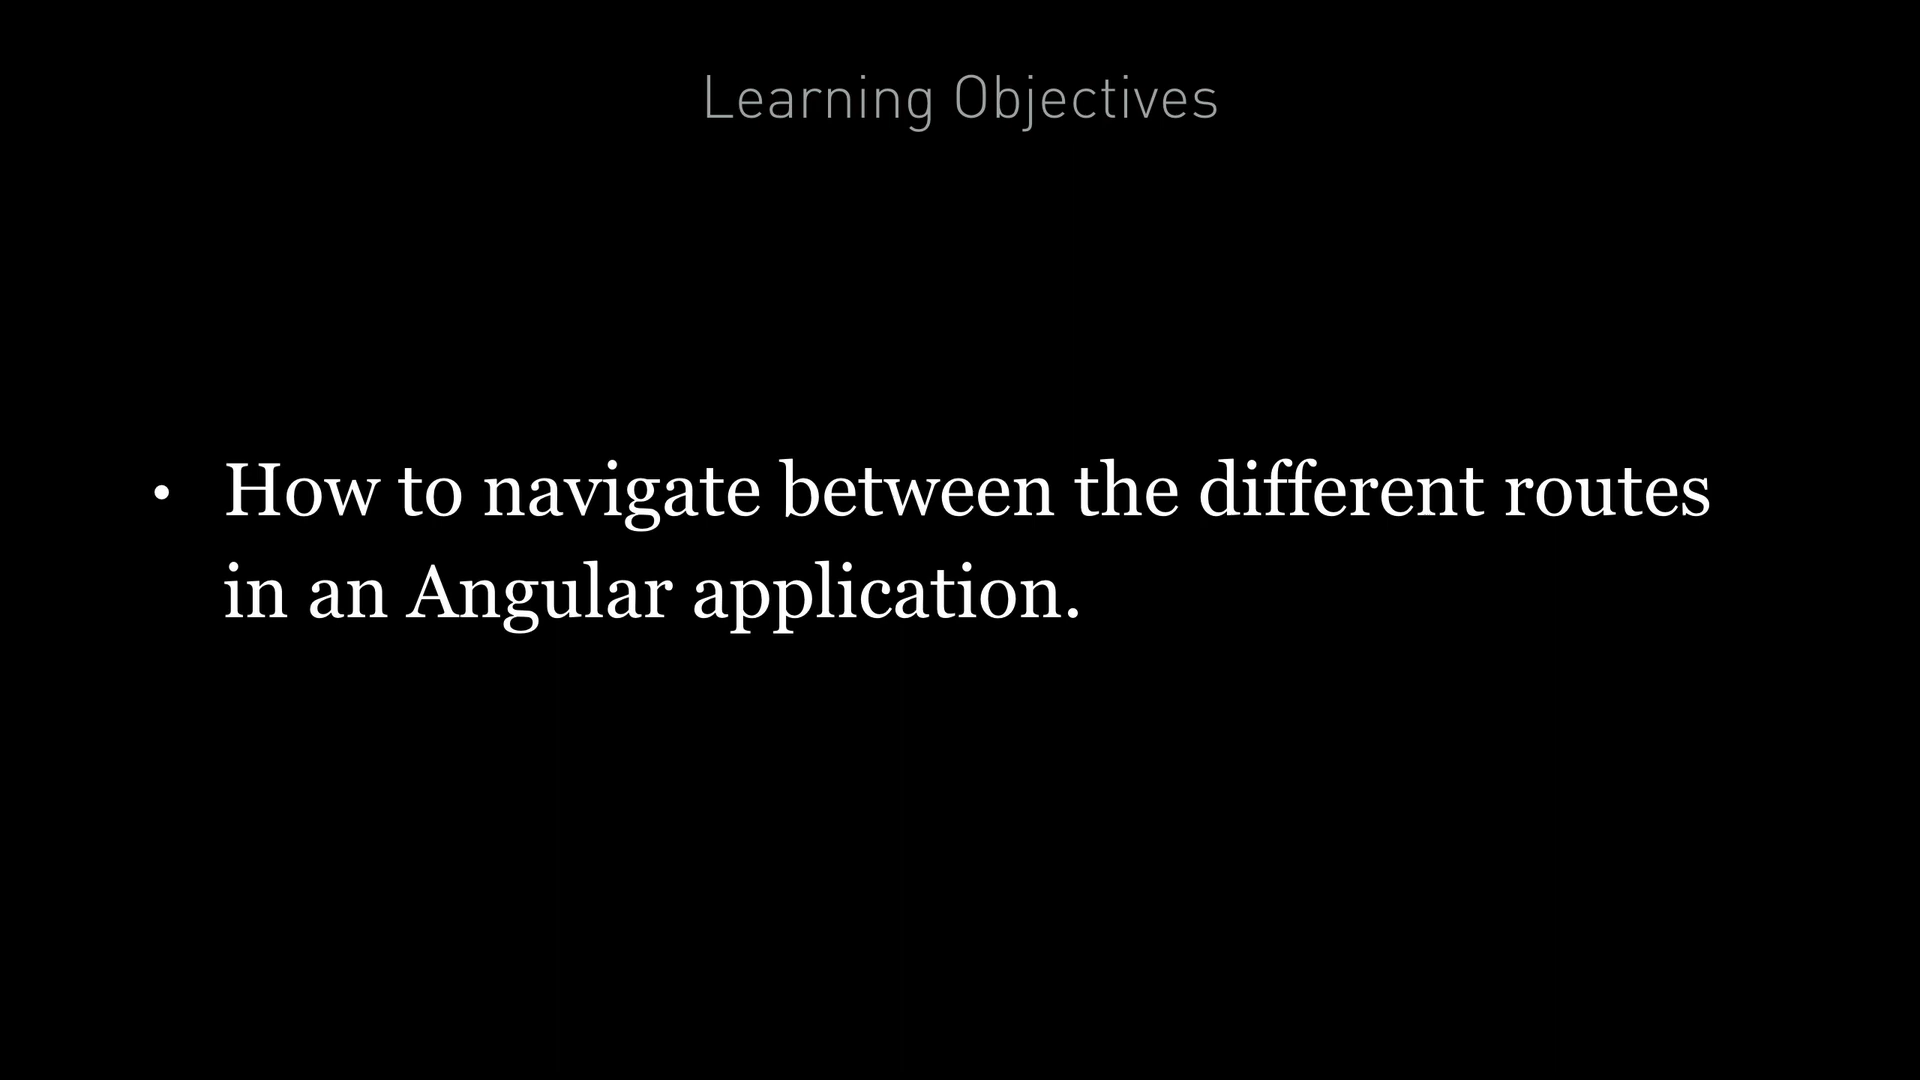 Learning Objectives
• How to navigate between the different routes
in an Angular application.